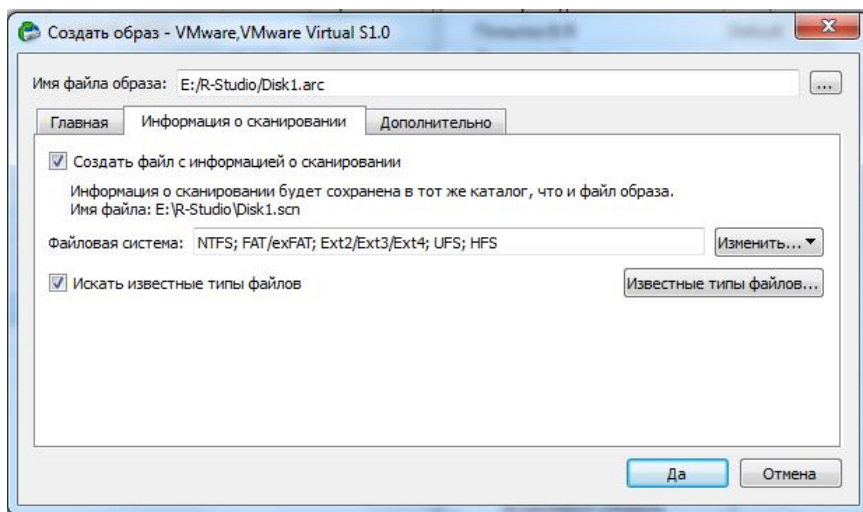 Создать образ - VMware,VMware Virtual S1.0
Имя файла образа: E:/R-Studio/Disk1.arc ...
Главная Информация о сканировании Дополнительно
Создать файл с информацией о сканировании
Информация о сканировании будет сохранена в тот же каталог, что и файл образа.
Имя файла: E:\R-Studio\Disk1.scn
Файловая система: NTFS; FAT/exFAT; Ext2/Ext3/Ext4; UFS; HFS Изменить...
Искать известные типы файлов Известные типы файлов...
Да Отмена